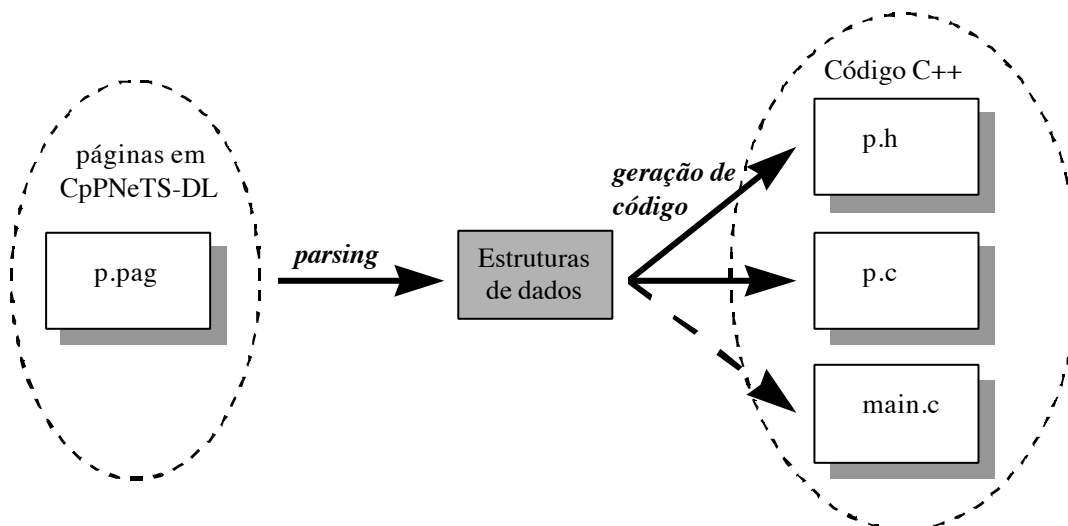 páginas em
CpPNeTS-DL
p.pag
parsing
Estruturas
de dados
geração de
código
Código C++
p.h
p.c
main.c